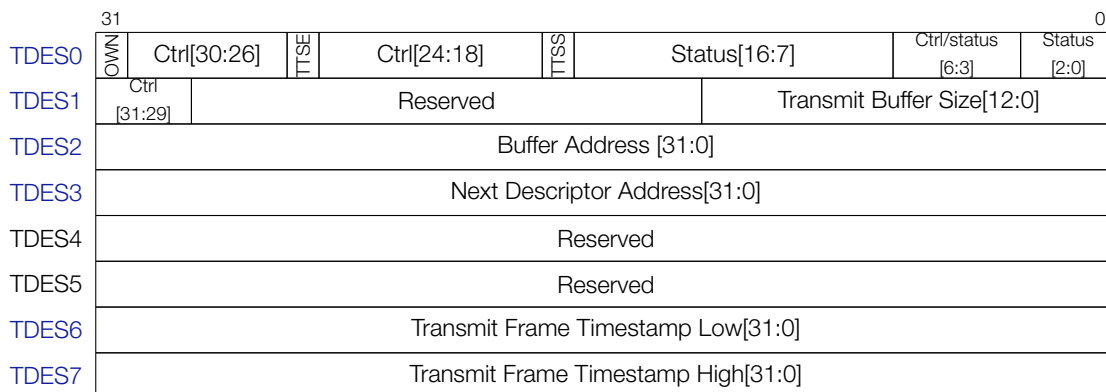 31 0
TDES0 OWN Ctrl[30:26] TTSE Ctrl[24:18] TTSS Status[16:7] Ctrl/status [6:3] Status [2:0]
TDES1 Ctrl [31:29] Reserved Transmit Buffer Size[12:0]
TDES2 Buffer Address [31:0]
TDES3 Next Descriptor Address[31:0]
TDES4 Reserved
TDES5 Reserved
TDES6 Transmit Frame Timestamp Low[31:0]
TDES7 Transmit Frame Timestamp High[31:0]